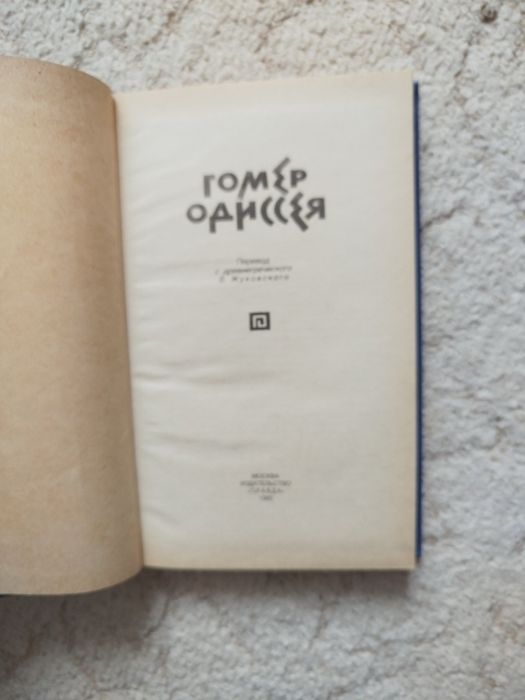 ГОМЕР
ОДИССЕЯ
Перевод
с древнегреческого
В. Жуковского
МОСКВА
ИЗДАТЕЛЬСТВО
«ПРАВДА»